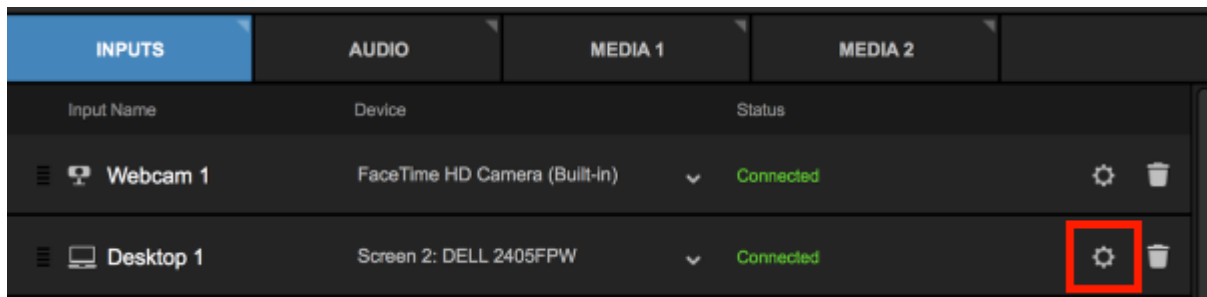 INPUTS AUDIO MEDIA 1 MEDIA 2
Input Name Device Status
Webcam 1 FaceTime HD Camera (Built-in) Connected
Desktop 1 Screen 2: DELL 2405FPW Connected